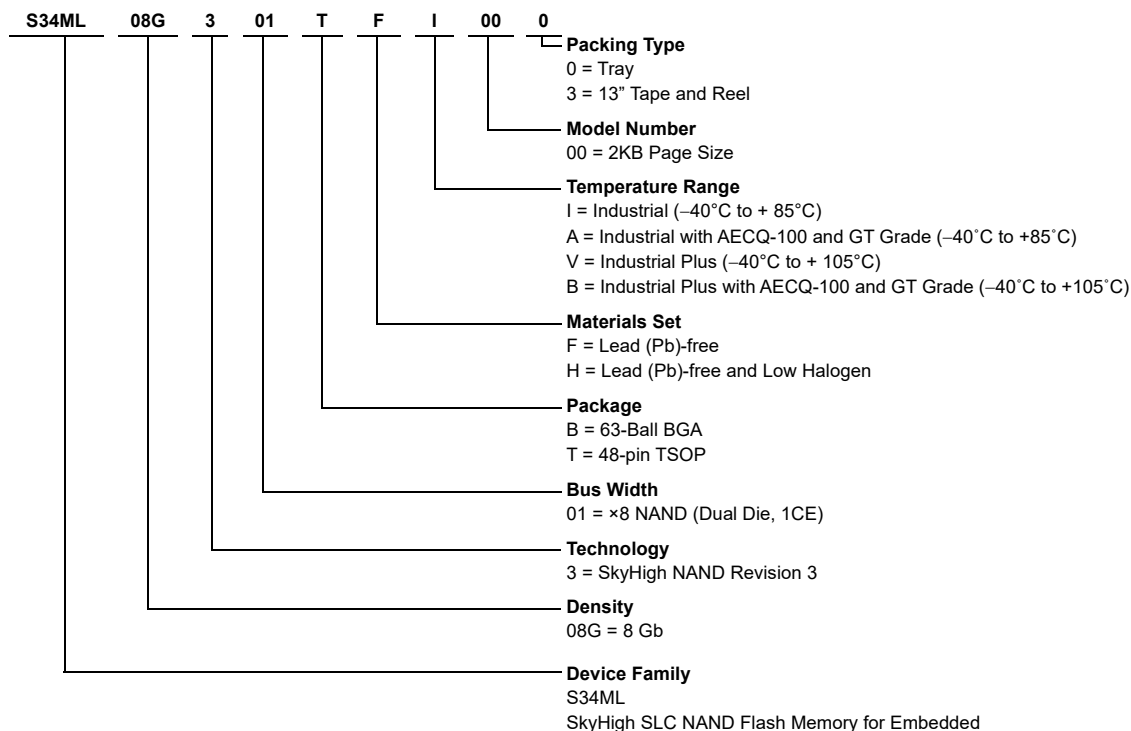 S34ML 08G 3 01 T F I 00 0
Packing Type
0 = Tray
3 = 13” Tape and Reel
Model Number
00 = 2KB Page Size
Temperature Range
I = Industrial (–40°C to + 85°C)
A = Industrial with AECQ-100 and GT Grade (–40˚C to +85˚C)
V = Industrial Plus (–40°C to + 105°C)
B = Industrial Plus with AECQ-100 and GT Grade (–40˚C to +105˚C)
Materials Set
F = Lead (Pb)-free
H = Lead (Pb)-free and Low Halogen
Package
B = 63-Ball BGA
T = 48-pin TSOP
Bus Width
01 = ×8 NAND (Dual Die, 1CE)
Technology
3 = SkyHigh NAND Revision 3
Density
08G = 8 Gb
Device Family
S34ML
SkyHigh SLC NAND Flash Memory for Embedded